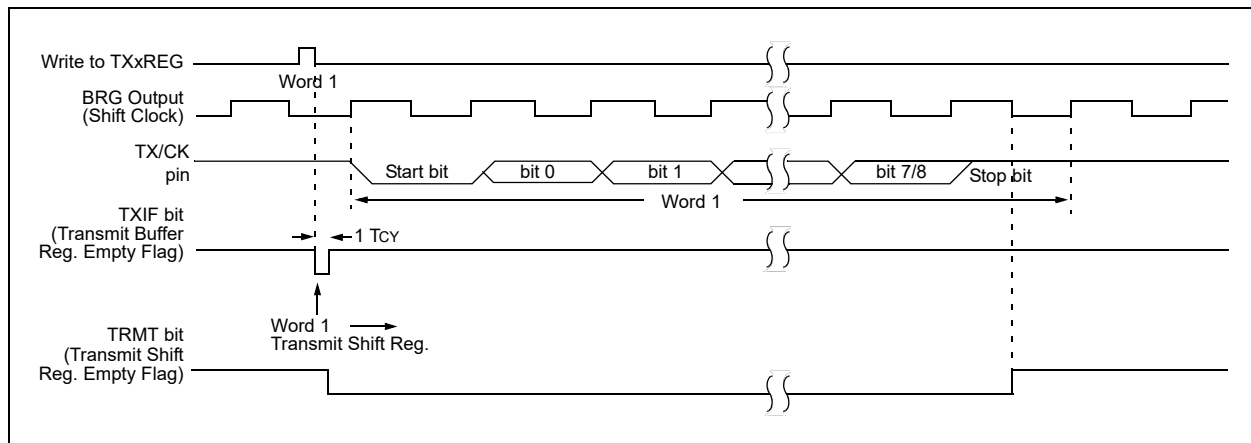 Write to TXxREG
Word 1
BRG Output
(Shift Clock)
TX/CK
pin
Start bit
bit 0
bit 1
bit 7/8
Stop bit
Word 1
TXIF bit
(Transmit Buffer
Reg. Empty Flag)
1 TCY
Word 1
Transmit Shift Reg.
TRMT bit
(Transmit Shift
Reg. Empty Flag)